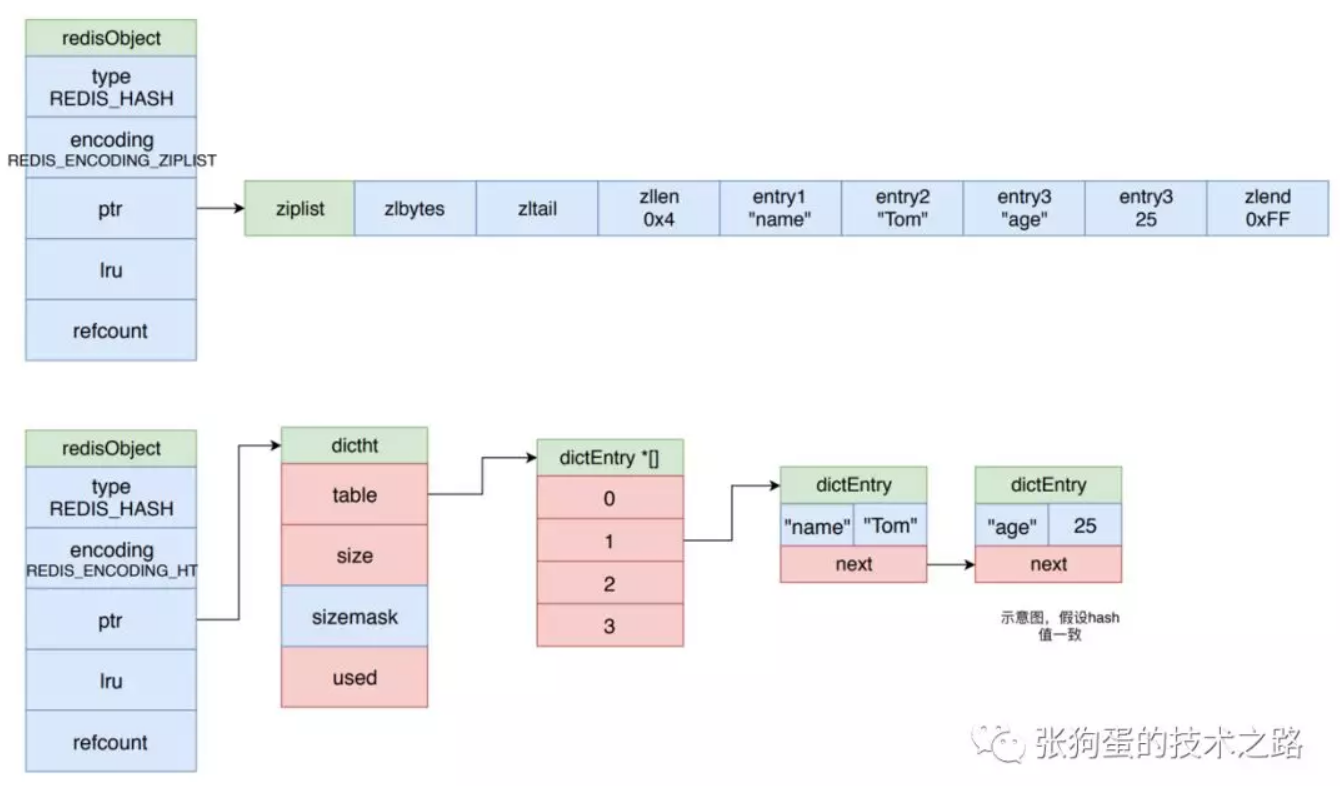 redisObject
type
REDIS_HASH
encoding
REDIS_ENCODING_ZIPLIST
ptr
lru
refcount
ziplist
zlbytes
zltail
zllen
0x4
entry1
"name"
entry2
"Tom"
entry3
"age"
entry3
25
zlend
0xFF
redisObject
type
REDIS_HASH
encoding
REDIS_ENCODING_HT
ptr
lru
refcount
dictht
table
size
sizemask
used
dictEntry *[]
0
1
2
3
dictEntry
"name" "Tom"
next
dictEntry
"age" 25
next
示意图，假设hash
值一致
张狗蛋的技术之路